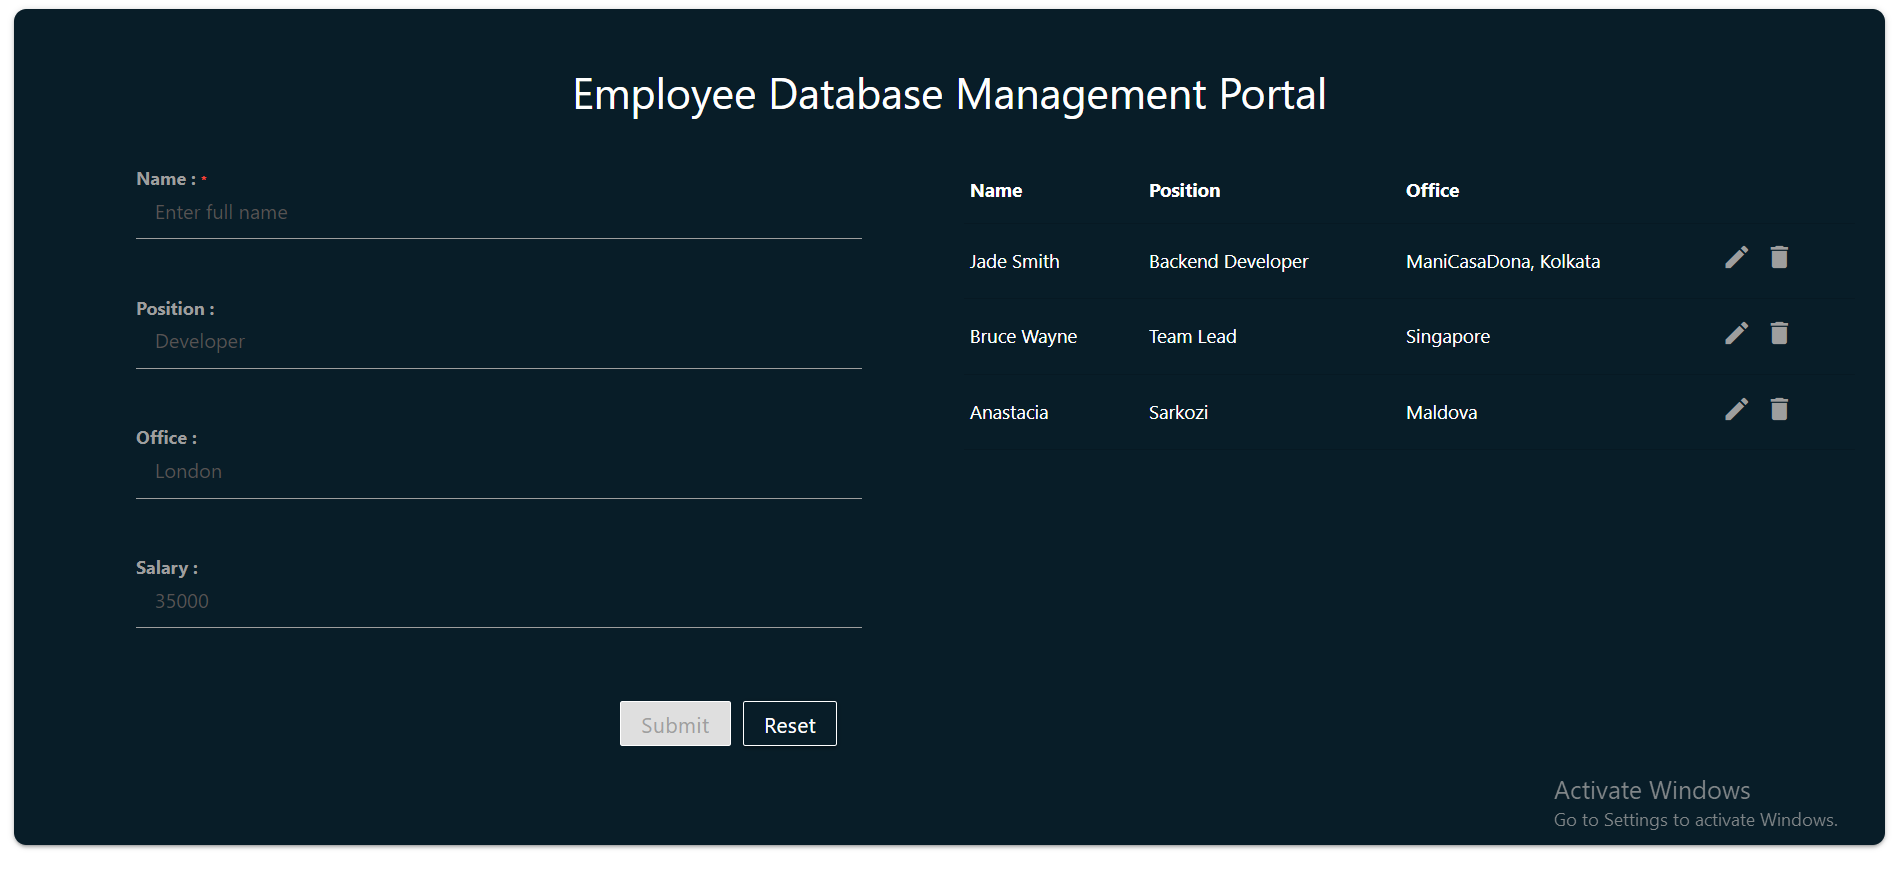 Employee Database Management Portal
Name : *
Enter full name
Position :
Developer
Office :
London
Salary :
35000
Submit Reset
Name Position Office
Jade Smith Backend Developer ManiCasaDona, Kolkata
Bruce Wayne Team Lead Singapore
Anastacia Sarkozi Maldova
Activate Windows
Go to Settings to activate Windows.